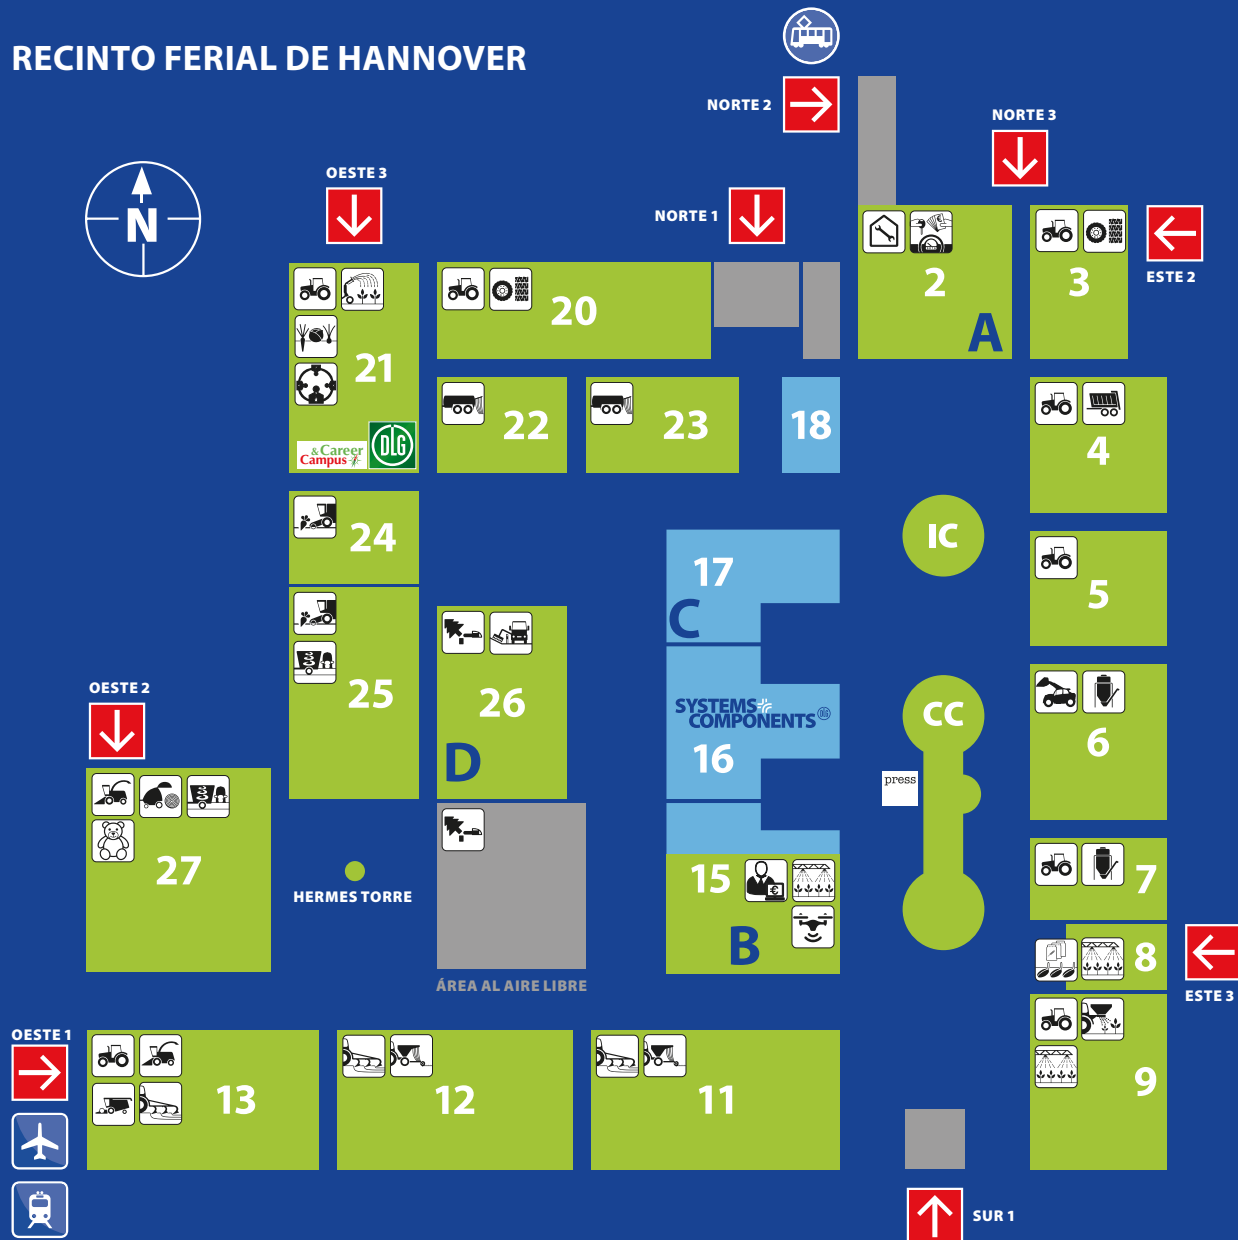 RECINTO FERIAL DE HANNOVER
NORTE 2
NORTE 3
OESTE 3
NORTE 1
N
ESTE 2
2
A
3
20
21
& Career
Campus
DLG
22
23
18
4
24
IC
17
C
5
25
26
D
SYSTEMS
COMPONENTS DLG
16
CC
6
OESTE 2
press
27
HERMES TORRE
15
€
B
7
8
ÁREA AL AIRE LIBRE
ESTE 3
OESTE 1
13
12
11
9
SUR 1